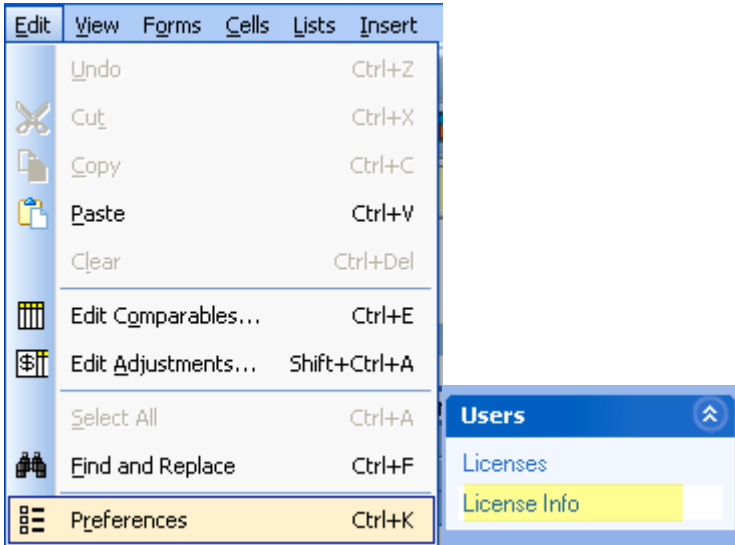 Edit View Forms Cells Lists Insert
Undo Ctrl+Z
Cut Ctrl+X
Copy Ctrl+C
Paste Ctrl+V
Clear Ctrl+Del
Edit Comparables... Ctrl+E
Edit Adjustments... Shift+Ctrl+A
Select All Ctrl+A
Find and Replace Ctrl+F
Preferences Ctrl+K
Users
Licenses
License Info